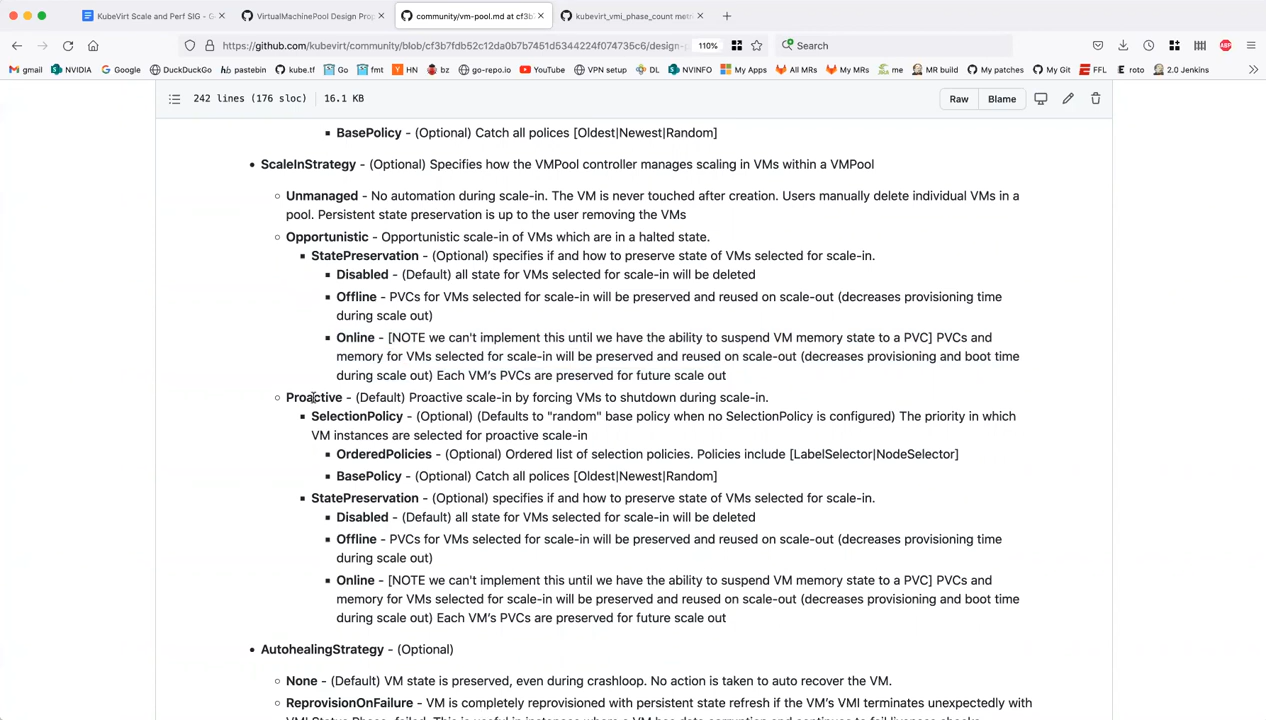 KubeVirt Scale and Perf SIG - G
VirtualMachinePool Design Prop
community/vm-pool.md at cf3b7
kubevirt_vmi_phase_count metri
https://github.com/kubevirt/community/blob/cf3b7fdb52c12da0b7b7451d5344224f074735c6/design-p
110%
Search
gmail
NVIDIA
Google
DuckDuckGo
hb pastebin
kube.tf
Go
fmt
HN
bz
go-repo.io
YouTube
VPN setup
DL
NVINFO
My Apps
All MRs
My MRs
me
MR build
My patches
My Git
FFL
eroto
2.0 Jenkins
242 lines (176 sloc)
16.1 KB
Raw
Blame
BasePolicy - (Optional) Catch all polices [Oldest|Newest|Random]
ScaleInStrategy - (Optional) Specifies how the VMPool controller manages scaling in VMs within a VMPool
Unmanaged - No automation during scale-in. The VM is never touched after creation. Users manually delete individual VMs in a
pool. Persistent state preservation is up to the user removing the VMs
Opportunistic - Opportunistic scale-in of VMs which are in a halted state.
StatePreservation - (Optional) specifies if and how to preserve state of VMs selected for scale-in.
Disabled - (Default) all state for VMs selected for scale-in will be deleted
Offline - PVCs for VMs selected for scale-in will be preserved and reused on scale-out (decreases provisioning time
during scale out)
Online - [NOTE we can't implement this until we have the ability to suspend VM memory state to a PVC] PVCs and
memory for VMs selected for scale-in will be preserved and reused on scale-out (decreases provisioning and boot time
during scale out) Each VM's PVCs are preserved for future scale out
Proactive - (Default) Proactive scale-in by forcing VMs to shutdown during scale-in.
SelectionPolicy - (Optional) (Defaults to "random" base policy when no SelectionPolicy is configured) The priority in which
VM instances are selected for proactive scale-in
OrderedPolicies - (Optional) Ordered list of selection policies. Policies include [LabelSelector|NodeSelector]
BasePolicy - (Optional) Catch all polices [Oldest|Newest|Random]
StatePreservation - (Optional) specifies if and how to preserve state of VMs selected for scale-in.
Disabled - (Default) all state for VMs selected for scale-in will be deleted
Offline - PVCs for VMs selected for scale-in will be preserved and reused on scale-out (decreases provisioning time
during scale out)
Online - [NOTE we can't implement this until we have the ability to suspend VM memory state to a PVC] PVCs and
memory for VMs selected for scale-in will be preserved and reused on scale-out (decreases provisioning and boot time
during scale out) Each VM's PVCs are preserved for future scale out
AutohealingStrategy - (Optional)
None - (Default) VM state is preserved, even during crashloop. No action is taken to auto recover the VM.
ReprovisionOnFailure - VM is completely reprovisioned with persistent state refresh if the VM's VMI terminates unexpectedly with